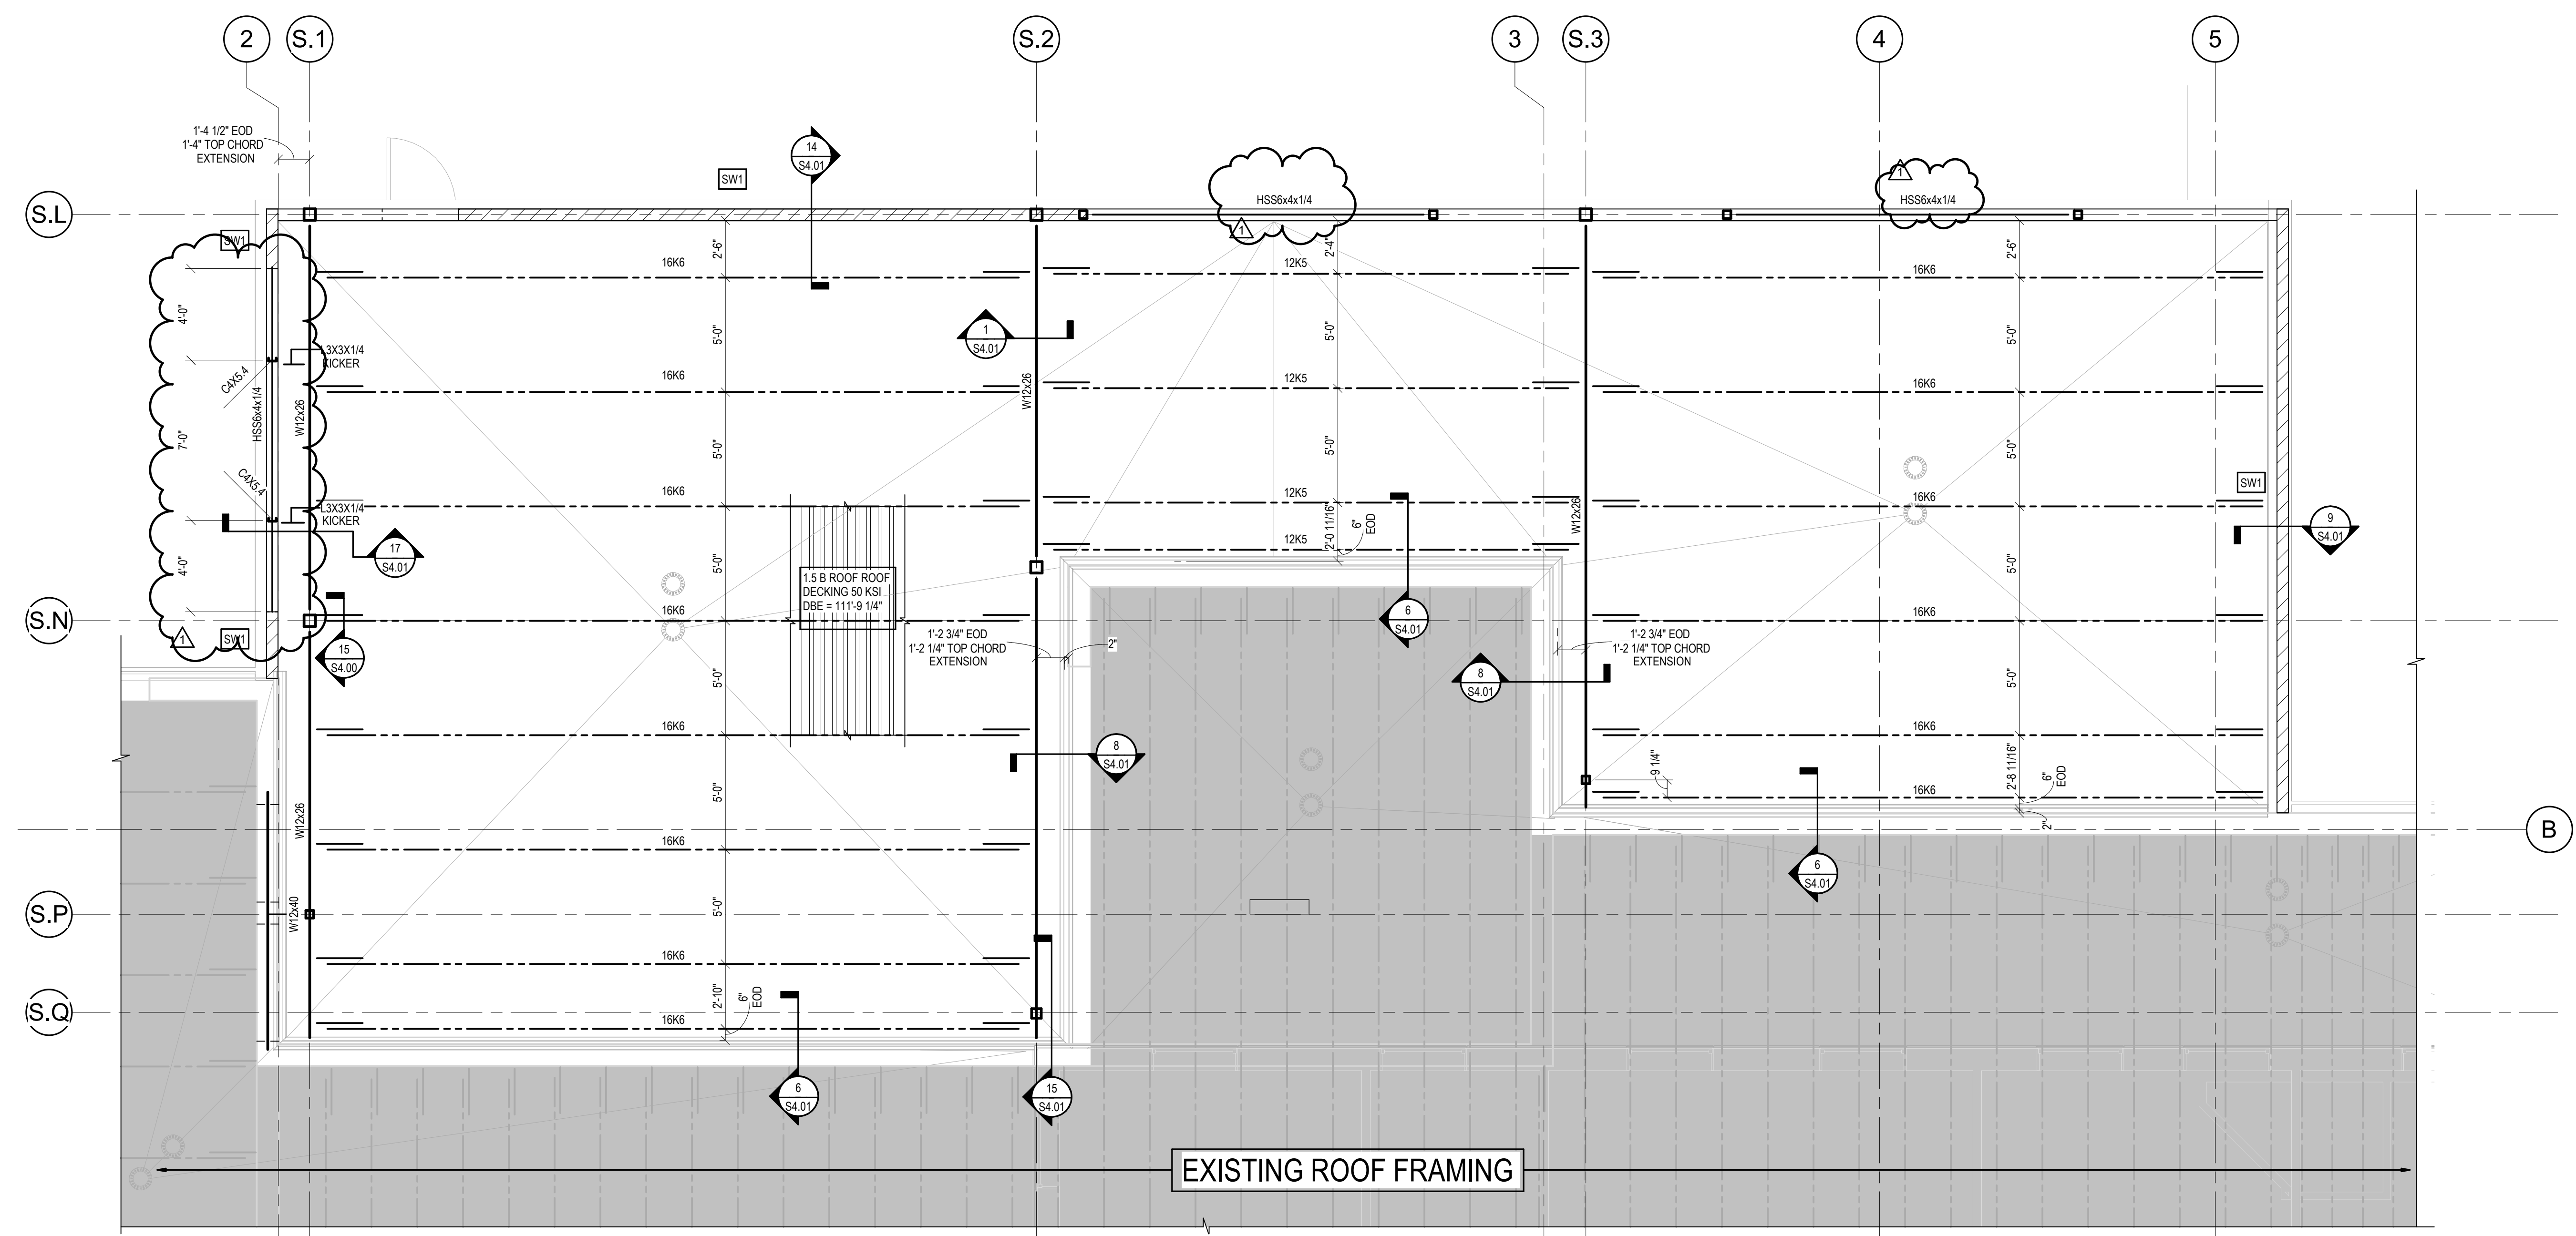 2
S.1
S.2
3
S.3
4
5
1'-4 1/2" EOD
1'-4" TOP CHORD
EXTENSION
14
S4.01
SW1
1
HSS6x4x1/4
HSS6x4x1/4
S.L
1
SW1
2'-6"
2'-4"
2'-6"
16K6
12K5
16K6
4'-0"
5'-0"
1
S4.01
5'-0"
5'-0"
L3X3X1/4
KICKER
C4X5.4
16K6
12K5
16K6
HSS6x4x1/4
W12x26
W12x26
7'-0"
5'-0"
5'-0"
5'-0"
C4X5.4
16K6
12K5
16K6
SW1
L3X3X1/4
KICKER
W12x26
2'-0 11/16"
6"
EOD
9
S4.01
12K5
17
S4.01
4'-0"
5'-0"
5'-0"
1.5 B ROOF ROOF
DECKING 50 KSI
DBE = 111'-9 1/4"
S.N
16K6
6
S4.01
16K6
1
SW1
15
S4.00
1'-2 3/4" EOD
1'-2 1/4" TOP CHORD
EXTENSION
2"
1'-2 3/4" EOD
1'-2 1/4" TOP CHORD
EXTENSION
5'-0"
8
S4.01
5'-0"
16K6
16K6
8
S4.01
9 1/4"
2'-8 11/16"
6"
EOD
5'-0"
16K6
W12x26
2"
B
16K6
6
S4.01
S.P
W12x40
5'-0"
16K6
2'-10"
6"
EOD
S.Q
16K6
6
S4.01
15
S4.01
EXISTING ROOF FRAMING